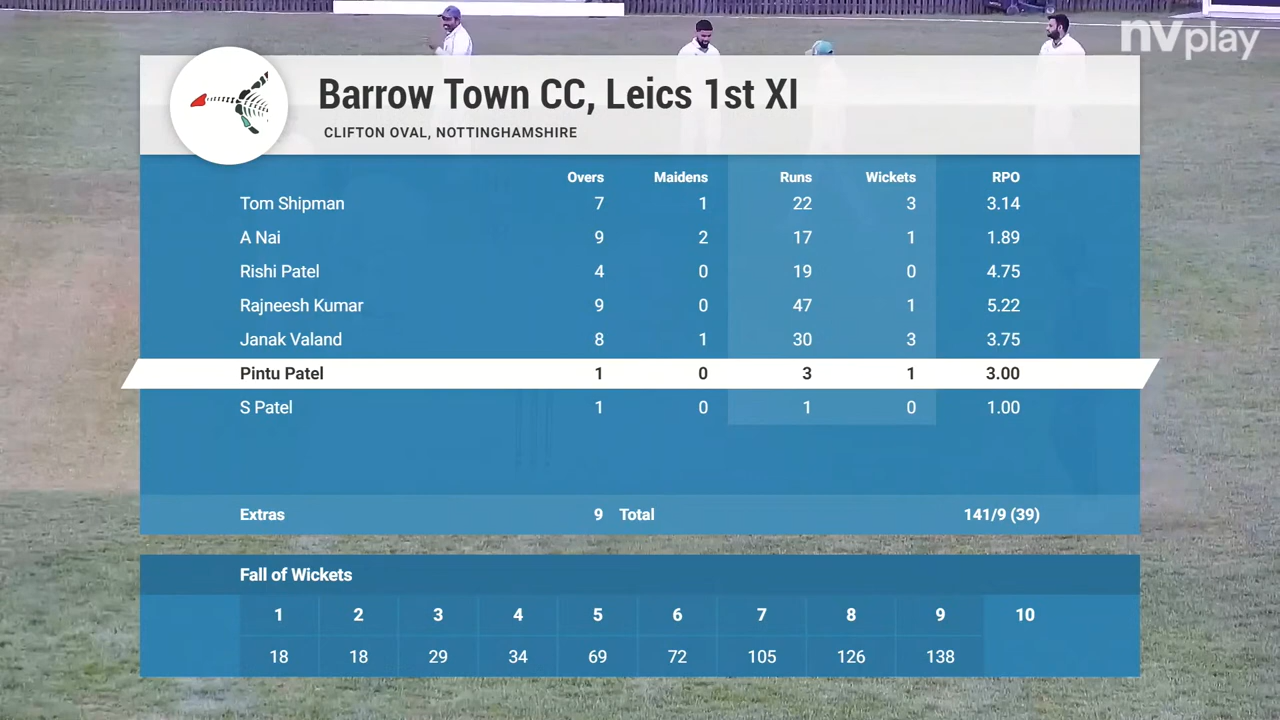 nvplay
Barrow Town CC, Leics 1st XI
CLIFTON OVAL, NOTTINGHAMSHIRE
Overs Maidens Runs Wickets RPO
Tom Shipman 7 1 22 3 3.14
A Nai 9 2 17 1 1.89
Rishi Patel 4 0 19 0 4.75
Rajneesh Kumar 9 0 47 1 5.22
Janak Valand 8 1 30 3 3.75
Pintu Patel 1 0 3 1 3.00
S Patel 1 0 1 0 1.00
Extras 9 Total 141/9 (39)
Fall of Wickets
1 2 3 4 5 6 7 8 9 10
18 18 29 34 69 72 105 126 138